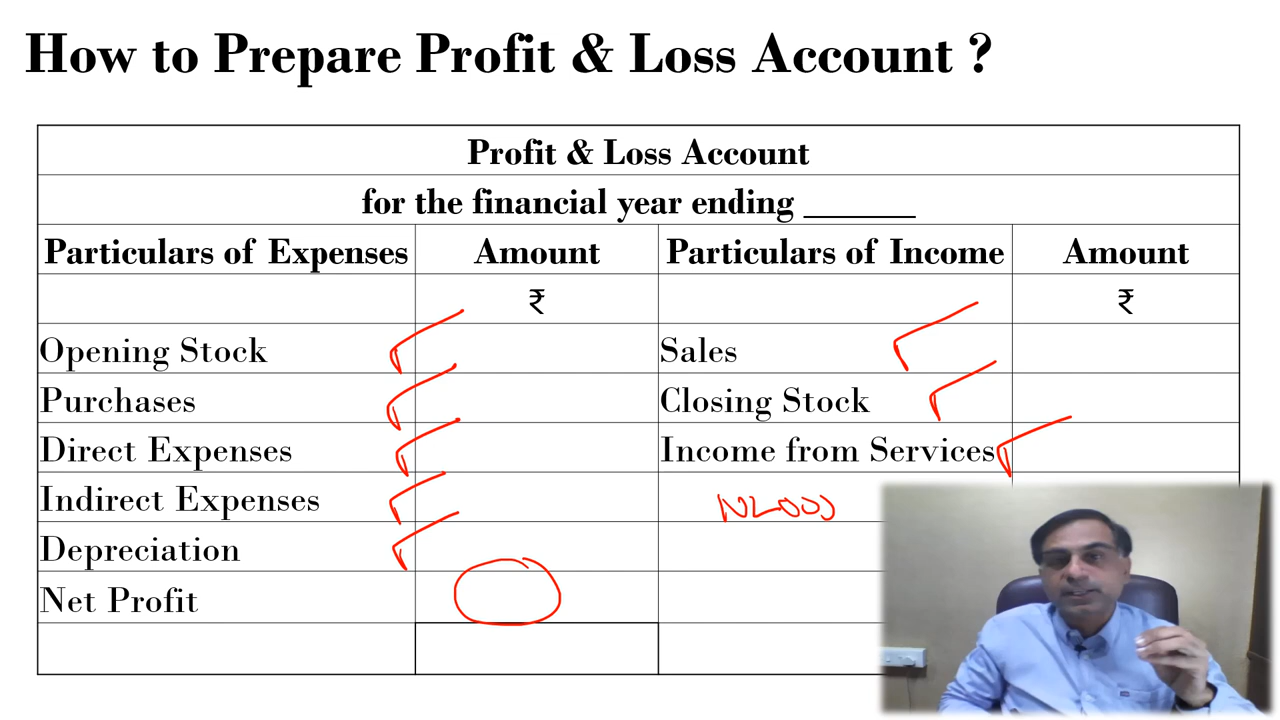 How to Prepare Profit & Loss Account ?
Profit & Loss Account
for the financial year ending ______
Particulars of Expenses Amount Particulars of Income Amount
₹ ₹
Opening Stock Sales
Purchases Closing Stock
Direct Expenses Income from Services
Indirect Expenses
Depreciation
Net Profit